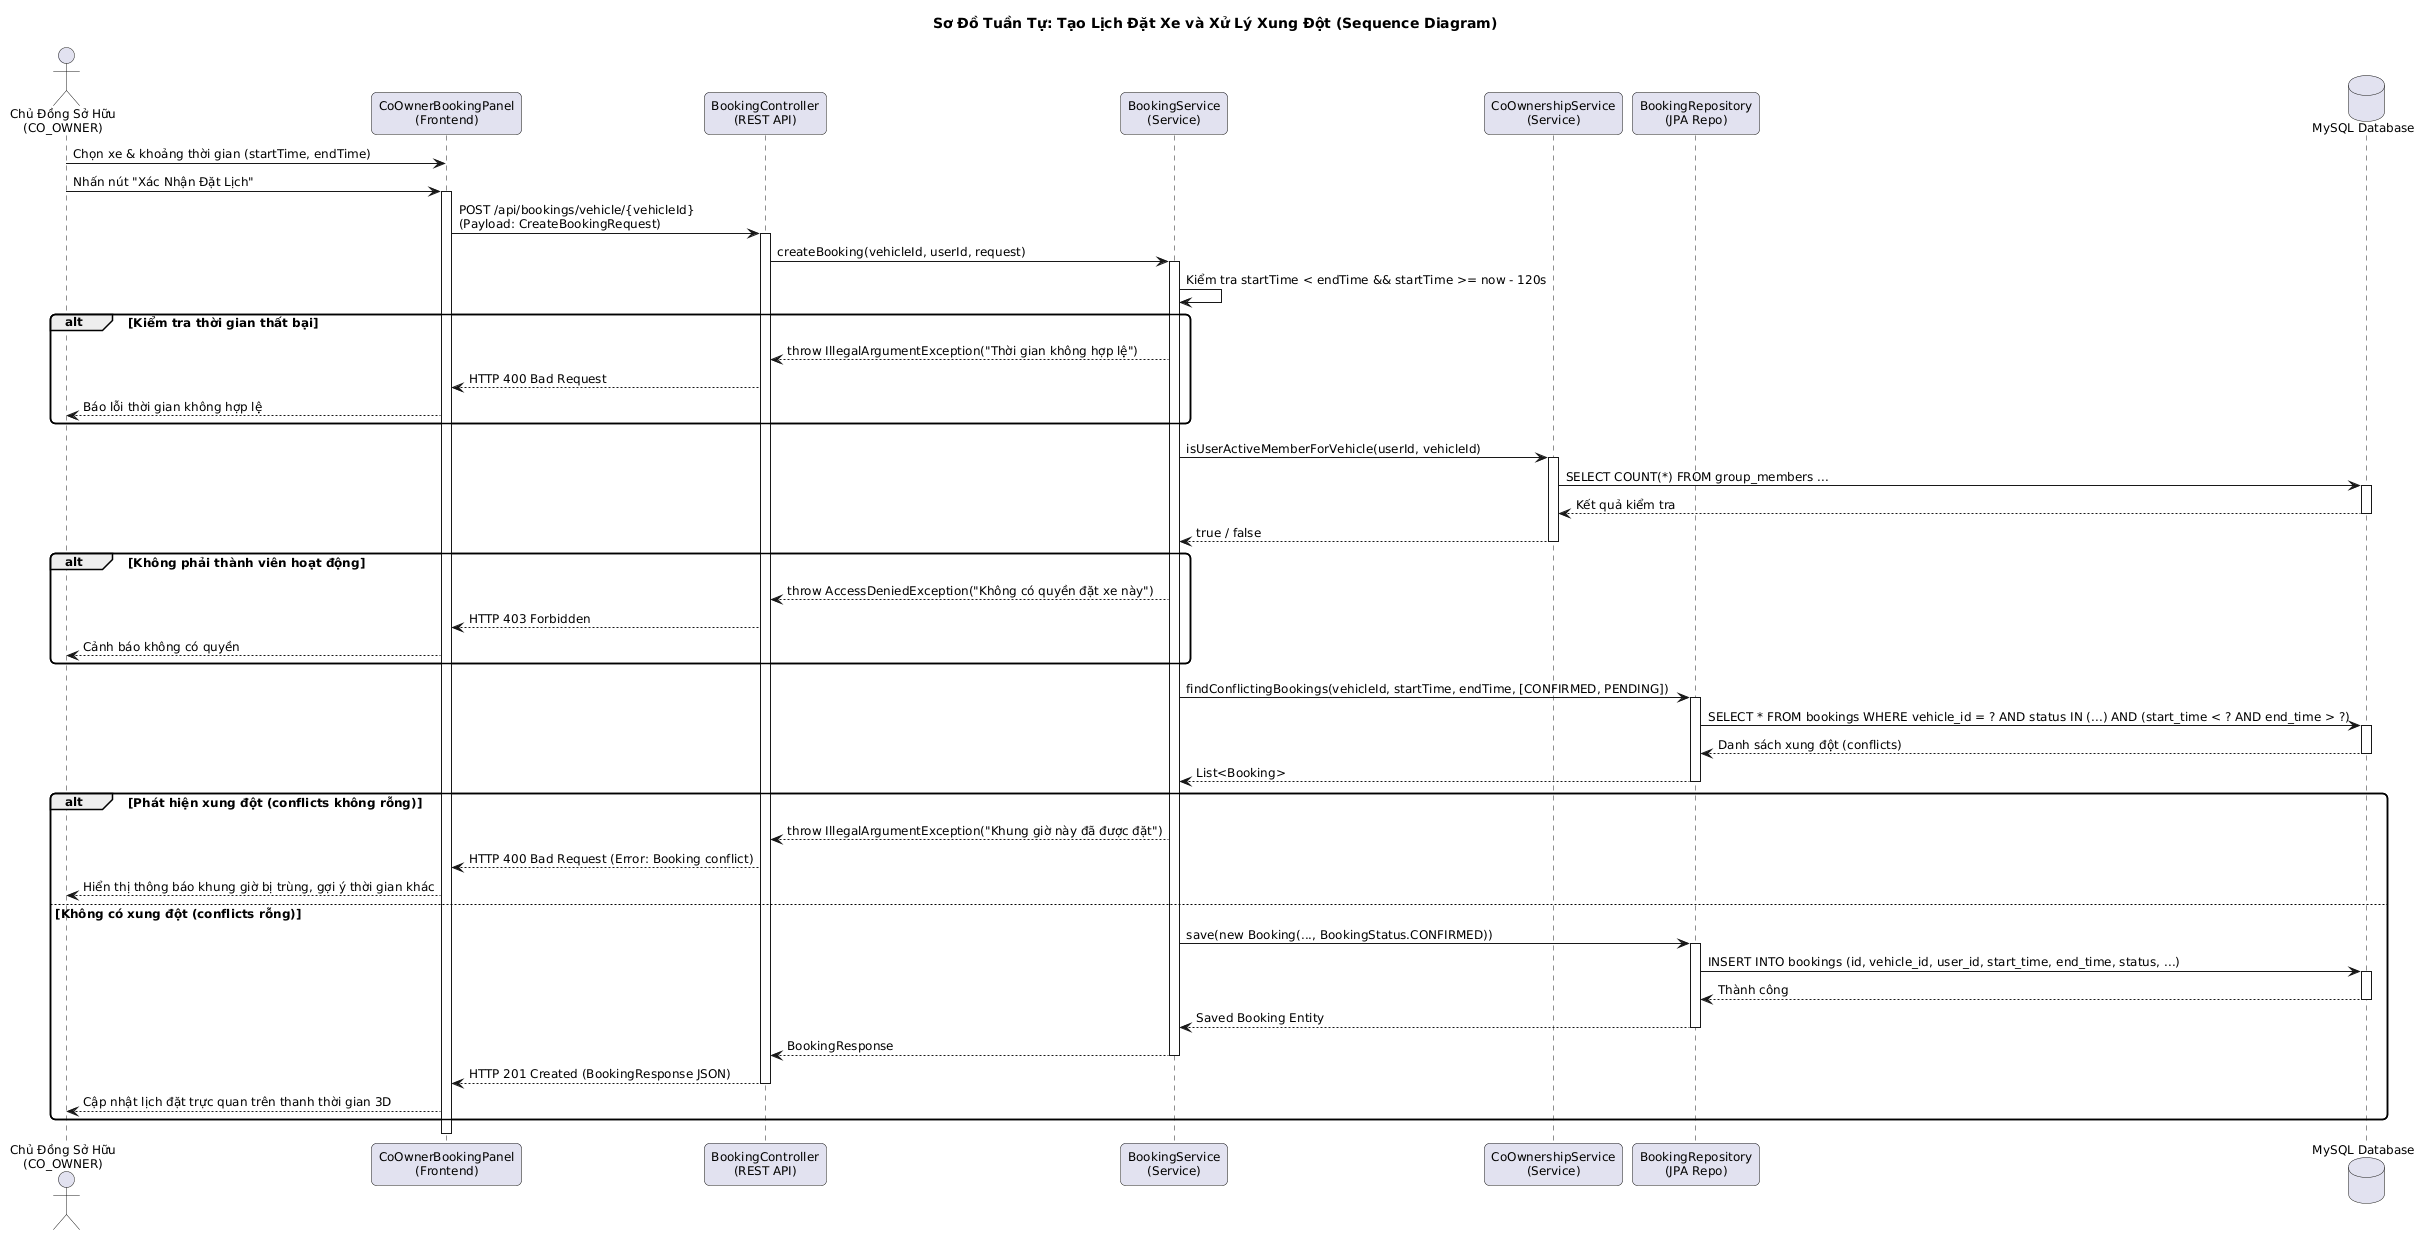 Sơ Đồ Tuần Tự: Tạo Lịch Đặt Xe và Xử Lý Xung Đột (Sequence Diagram)
Chủ Đồng Sở Hữu
(CO_OWNER)
CoOwnerBookingPanel
(Frontend)
BookingController
(REST API)
BookingService
(Service)
CoOwnershipService
(Service)
BookingRepository
(JPA Repo)
MySQL Database
Chọn xe & khoảng thời gian (startTime, endTime)
Nhấn nút "Xác Nhận Đặt Lịch"
POST /api/bookings/vehicle/{vehicleId}
(Payload: CreateBookingRequest)
createBooking(vehicleId, userId, request)
Kiểm tra startTime < endTime && startTime >= now - 120s
alt [Kiểm tra thời gian thất bại]
throw IllegalArgumentException("Thời gian không hợp lệ")
HTTP 400 Bad Request
Báo lỗi thời gian không hợp lệ
isUserActiveMemberForVehicle(userId, vehicleId)
SELECT COUNT(*) FROM group_members ...
Kết quả kiểm tra
true / false
alt [Không phải thành viên hoạt động]
throw AccessDeniedException("Không có quyền đặt xe này")
HTTP 403 Forbidden
Cảnh báo không có quyền
findConflictingBookings(vehicleId, startTime, endTime, [CONFIRMED, PENDING])
SELECT * FROM bookings WHERE vehicle_id = ? AND status IN (...) AND (start_time < ? AND end_time > ?)
Danh sách xung đột (conflicts)
List<Booking>
alt [Phát hiện xung đột (conflicts không rỗng)]
throw IllegalArgumentException("Khung giờ này đã được đặt")
HTTP 400 Bad Request (Error: Booking conflict)
Hiển thị thông báo khung giờ bị trùng, gợi ý thời gian khác
[Không có xung đột (conflicts rỗng)]
save(new Booking(..., BookingStatus.CONFIRMED))
INSERT INTO bookings (id, vehicle_id, user_id, start_time, end_time, status, ...)
Thành công
Saved Booking Entity
BookingResponse
HTTP 201 Created (BookingResponse JSON)
Cập nhật lịch đặt trực quan trên thanh thời gian 3D
Chủ Đồng Sở Hữu
(CO_OWNER)
CoOwnerBookingPanel
(Frontend)
BookingController
(REST API)
BookingService
(Service)
CoOwnershipService
(Service)
BookingRepository
(JPA Repo)
MySQL Database